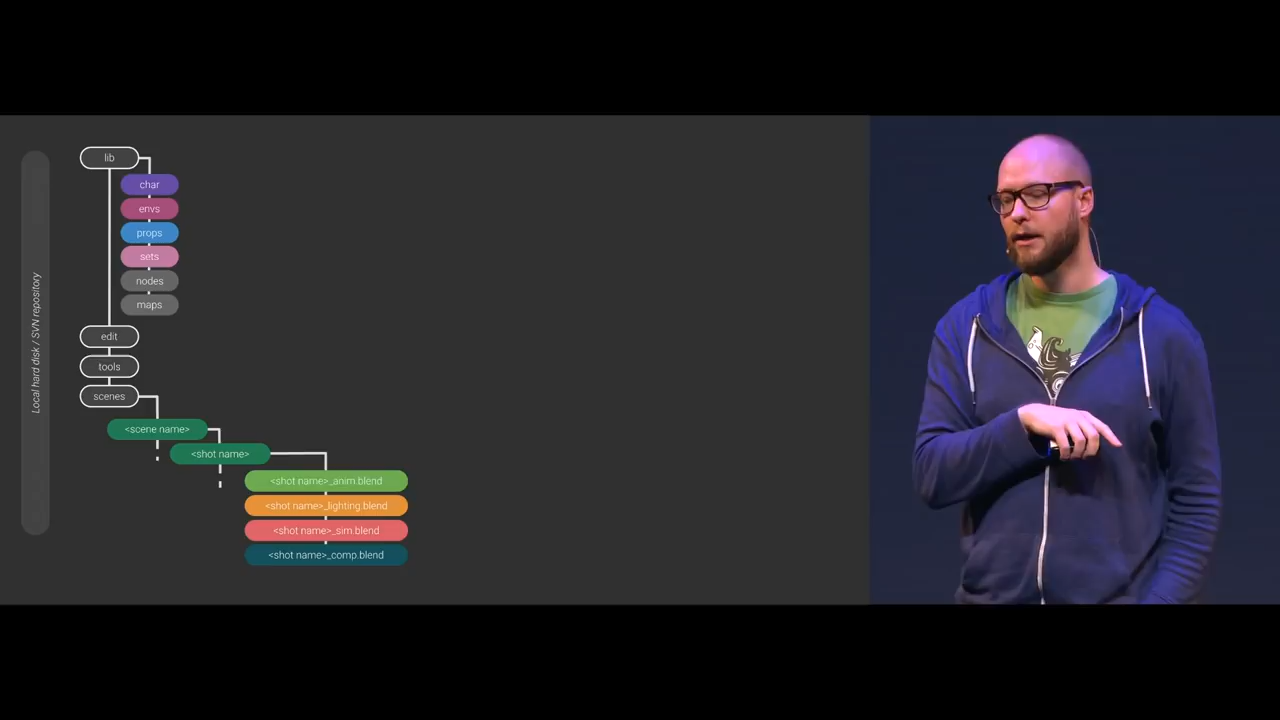 Local hard disk / SVN repository
lib
char
envs
props
sets
nodes
maps
edit
tools
scenes
<scene name>
<shot name>
<shot name>_anim.blend
<shot name>_lighting.blend
<shot name>_sim.blend
<shot name>_comp.blend